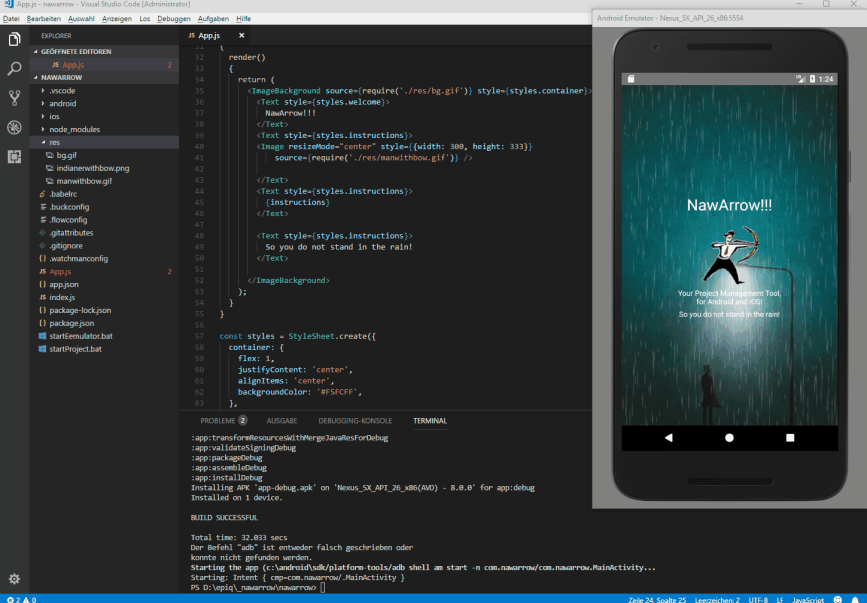 App.js - nawarrow - Visual Studio Code [Administrator]
Datei Bearbeiten Auswahl Anzeigen Los Debuggen Aufgaben Hilfe
EXPLORER
GEÖFFNETE EDITOREN
JS App.js 2
NAWARROW
.vscode
android
ios
node_modules
res
bg.gif
indianerwithbow.png
manwithbow.gif
.babelrc
.buckconfig
.flowconfig
.gitattributes
.gitignore
{} .watchmanconfig
JS App.js 2
{} app.json
JS index.js
{} package-lock.json
{} package.json
startEemulator.bat
startProject.bat
JS App.js ×
31 {
32 render()
33 {
34 return (
35 <ImageBackground source={require('./res/bg.gif')} style={styles.container}>
36 <Text style={styles.welcome}>
37 NawArrow!!!
38 </Text>
39 <Text style={styles.instructions}>
40 <Image resizeMode="center" style={{width: 300, height: 333}}
41 source={require('./res/manwithbow.gif')} />
42
43 </Text>
44 <Text style={styles.instructions}>
45 {instructions}
46 </Text>
47
48 <Text style={styles.instructions}>
49 So you do not stand in the rain!
50 </Text>
51
52 </ImageBackground>
53 );
54 }
55 }
56
57 const styles = StyleSheet.create({
58 container: {
59 flex: 1,
60 justifyContent: 'center',
61 alignItems: 'center',
62 backgroundColor: '#F5FCFF',
63 },
PROBLEME 2 AUSGABE DEBUGGING-KONSOLE TERMINAL
:app:transformResourcesWithMergeJavaResForDebug
:app:validateSigningDebug
:app:packageDebug
:app:assembleDebug
:app:installDebug
Installing APK 'app-debug.apk' on 'Nexus_5X_API_26_x86(AVD) - 8.0.0' for app:debug
Installed on 1 device.
BUILD SUCCESSFUL
Total time: 32.033 secs
Der Befehl "adb" ist entweder falsch geschrieben oder
konnte nicht gefunden werden.
Starting the app (c:\android\sdk/platform-tools/adb shell am start -n com.nawarrow/com.nawarrow.MainActivity...
Starting: Intent { cmp=com.nawarrow/.MainActivity }
PS D:\epiq\_nawarrow\nawarrow>
2 0
Zeile 24, Spalte 25 Leerzeichen: 2 UTF-8 LF JavaScript
Android Emulator - Nexus_5X_API_26_x86:5554
1:24
NawArrow!!!
Your Project Management Tool,
for Android and iOS!
So you do not stand in the rain!